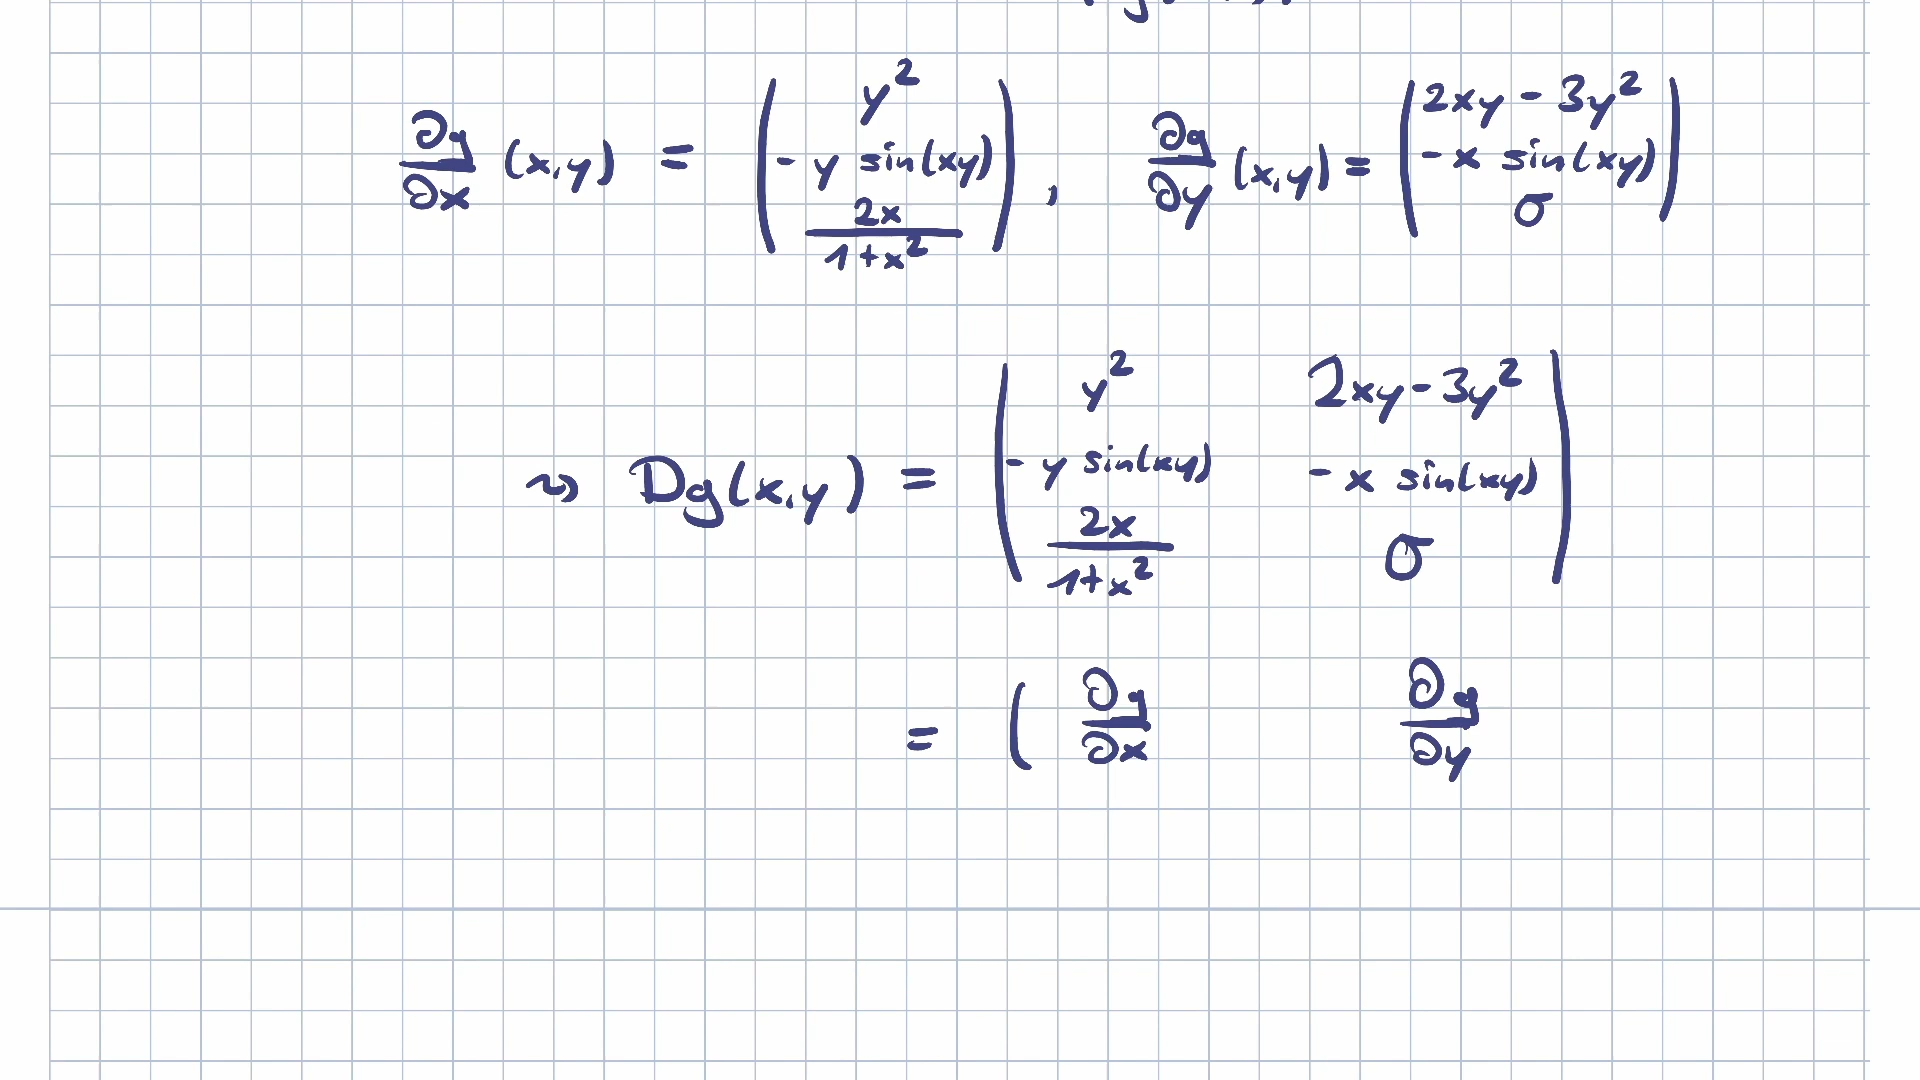 ∂g/∂x (x,y) = ( y² ; - y sin(xy) ; 2x/(1+x²) ) , ∂g/∂y (x,y) = ( 2xy - 3y² ; - x sin(xy) ; 0 )
⤳ Dg(x,y) = ( y² 2xy - 3y² ; - y sin(xy) - x sin(xy) ; 2x/(1+x²) 0 )
= ( ∂g/∂x ∂g/∂y